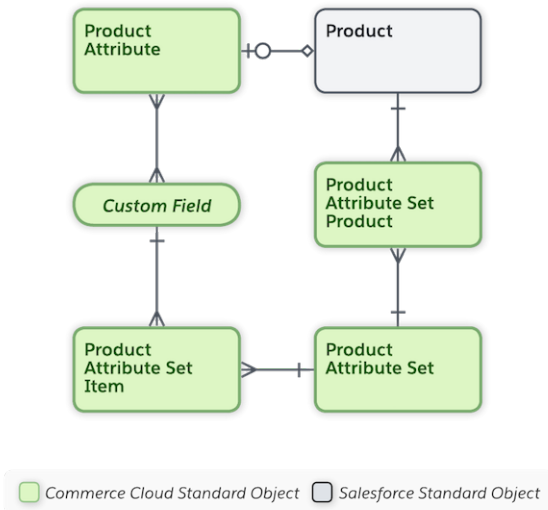 Product
Attribute
Product
Custom Field
Product
Attribute Set
Product
Product
Attribute Set
Item
Product
Attribute Set
Commerce Cloud Standard Object
Salesforce Standard Object